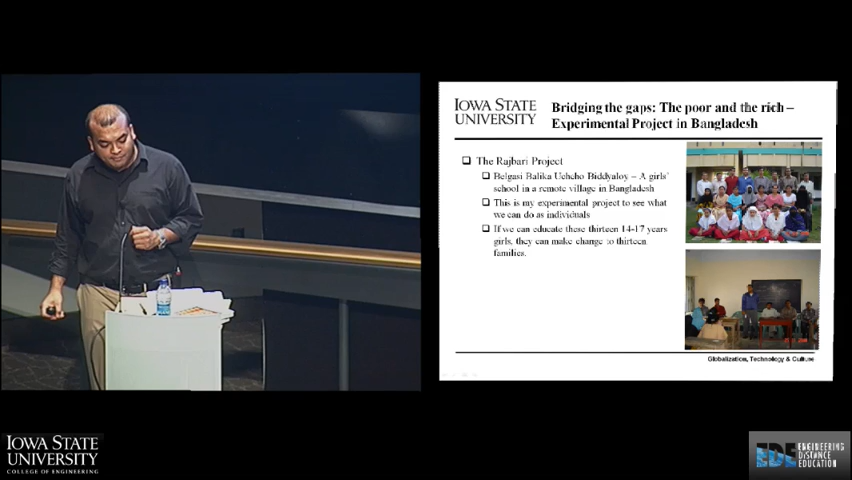 IOWA STATE
UNIVERSITY
Bridging the gaps: The poor and the rich –
Experimental Project in Bangladesh
The Rajbari Project
Belgasi Balika Uchcho Biddyaloy – A girls'
school in a remote village in Bangladesh
This is my experimental project to see what
we can do as individuals
If we can educate these thirteen 14-17 years
girls, they can make change to thirteen
families.
Globalization, Technology & Culture
IOWA STATE
UNIVERSITY
COLLEGE OF ENGINEERING
EDE
ENGINEERING
DISTANCE
EDUCATION